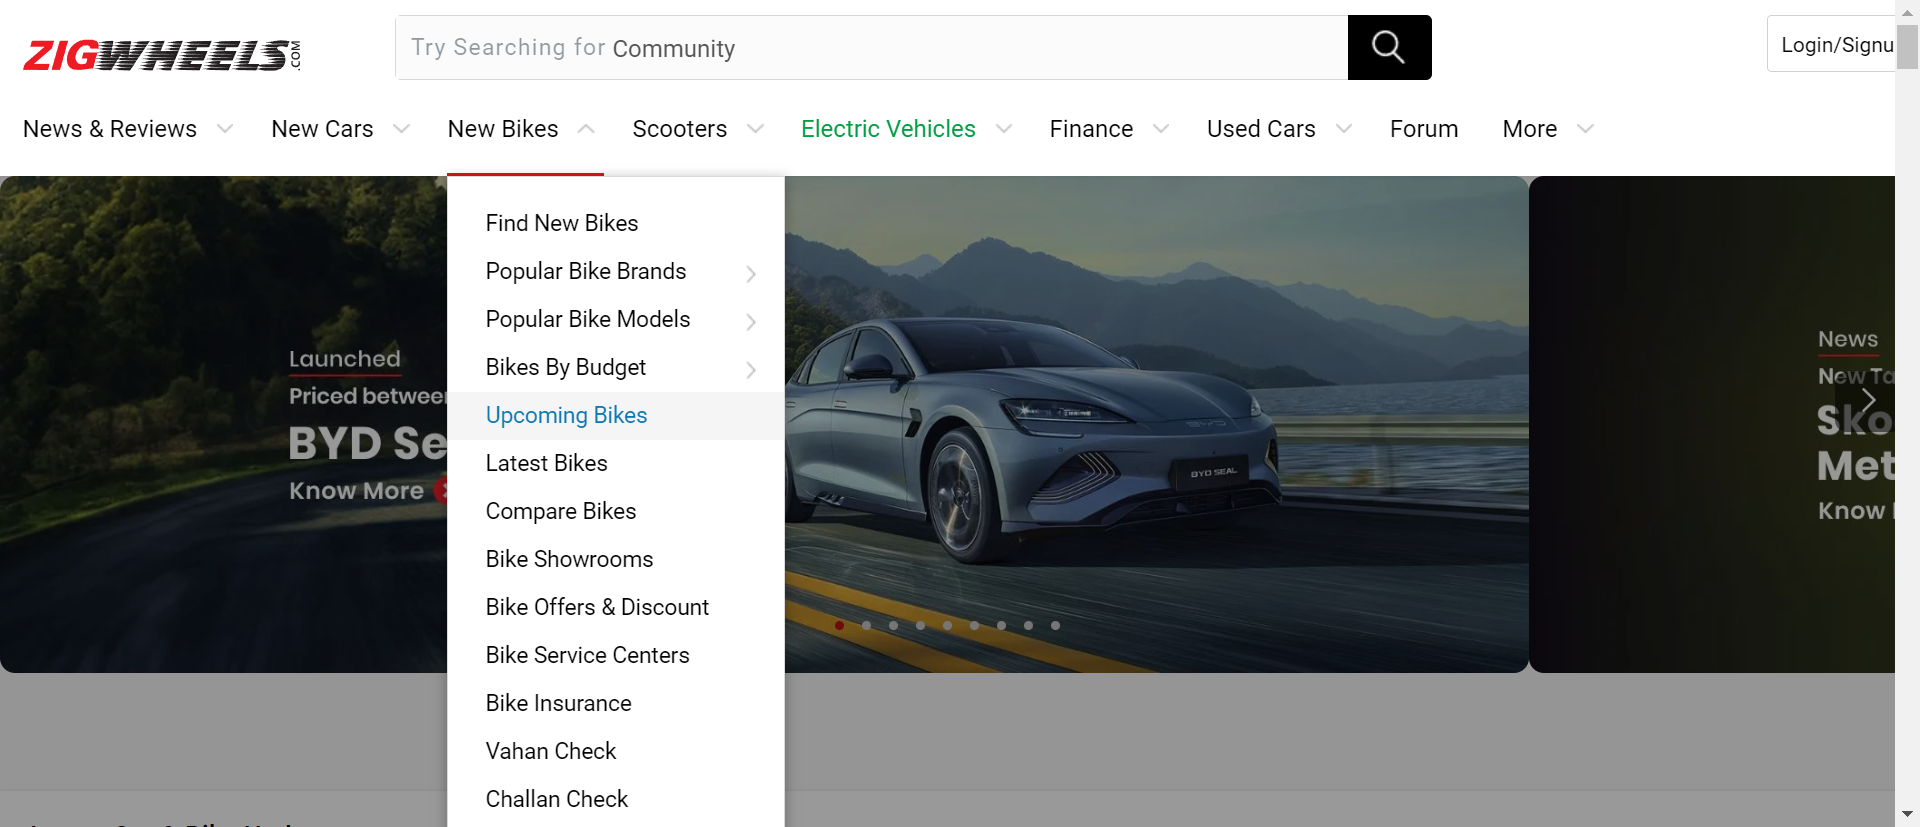 ZIGWHEELS.COM
Try Searching for Community
Login/Signu
News & Reviews
New Cars
New Bikes
Scooters
Electric Vehicles
Finance
Used Cars
Forum
More
Find New Bikes
Popular Bike Brands
Popular Bike Models
Bikes By Budget
Upcoming Bikes
Latest Bikes
Compare Bikes
Bike Showrooms
Bike Offers & Discount
Bike Service Centers
Bike Insurance
Vahan Check
Challan Check
Launched
Priced between
BYD Se
Know More
BYD SEAL
News
New Ta
Sko
Met
Know